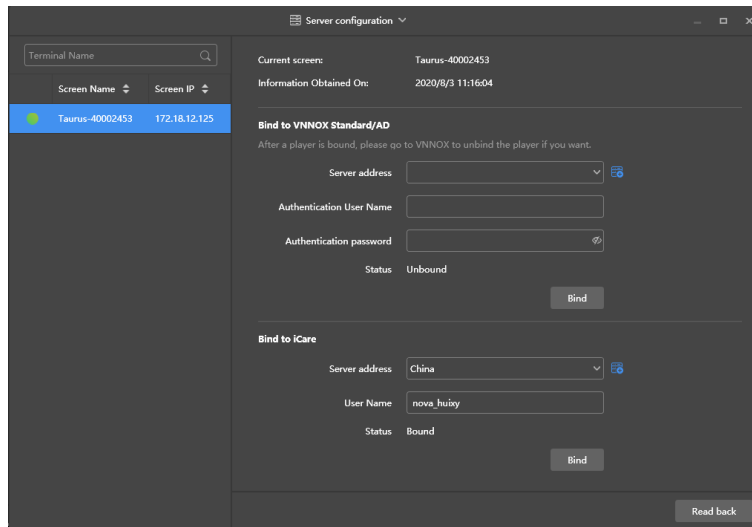 Server configuration
Terminal Name
Screen Name Screen IP
Taurus-40002453 172.18.12.125
Current screen: Taurus-40002453
Information Obtained On: 2020/8/3 11:16:04
Bind to VNNOX Standard/AD
After a player is bound, please go to VNNOX to unbind the player if you want.
Server address
Authentication User Name
Authentication password
Status Unbound
Bind
Bind to iCare
Server address China
User Name nova_huixy
Status Bound
Bind
Read back